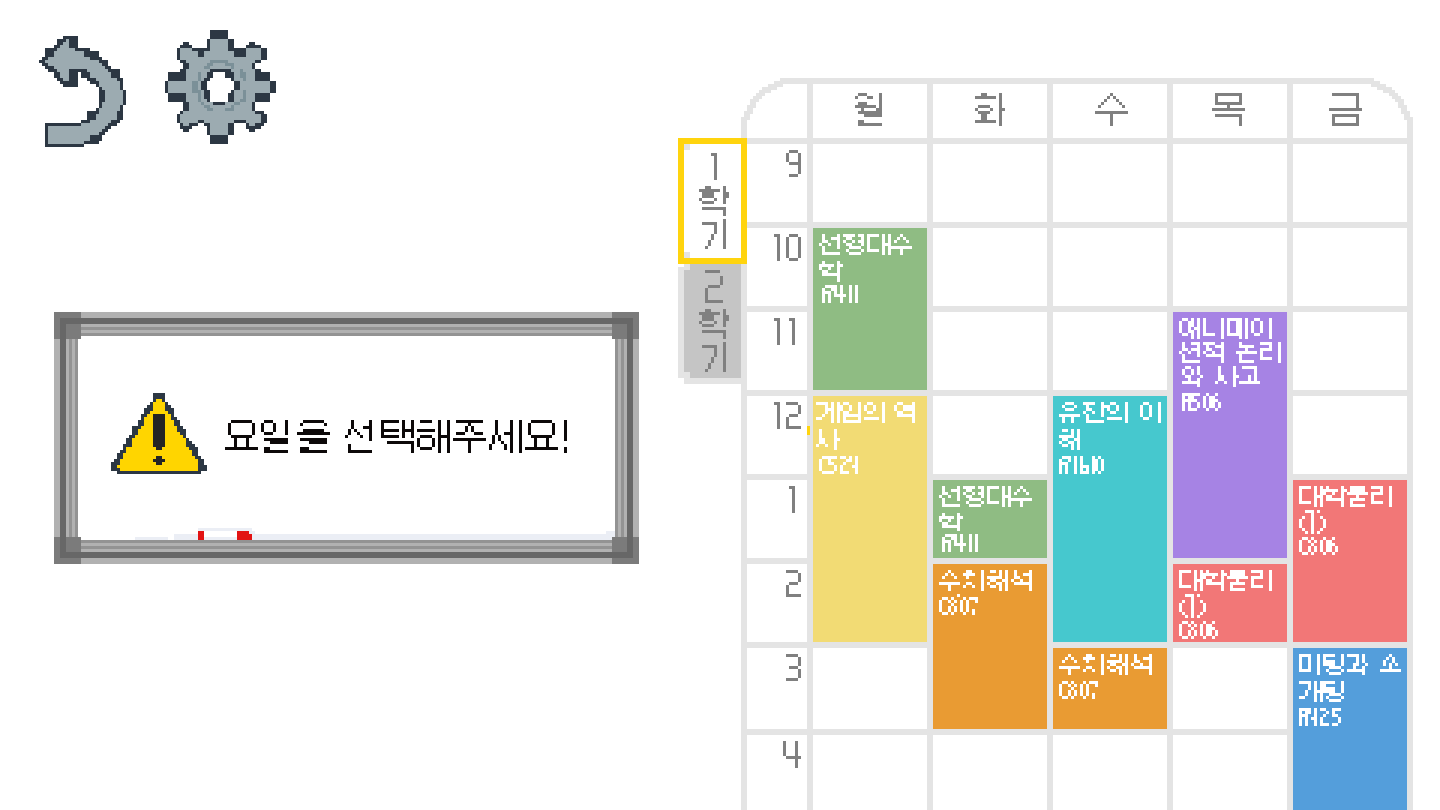 월 화 수 목 금
1
학
기
2
학
기
9
10
11
12
1
2
3
4
선형대수
학
A411
게임의 역
사
C524
선형대수
학
A411
수치해석
C807
유잔의 이
해
A1610
수치해석
C807
애니메이
션적 논리
와 사고
A506
대학물리
(1)
C806
대학물리
(1)
C806
미팅과 소
개팅
A425
요일을 선택해주세요!